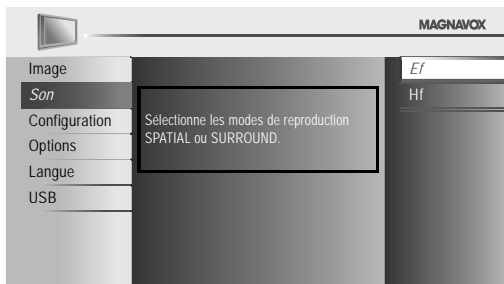 MAGNAVOX
Image
Son
Configuration
Options
Langue
USB
Sélectionne les modes de reproduction
SPATIAL ou SURROUND.
Ef
Hf